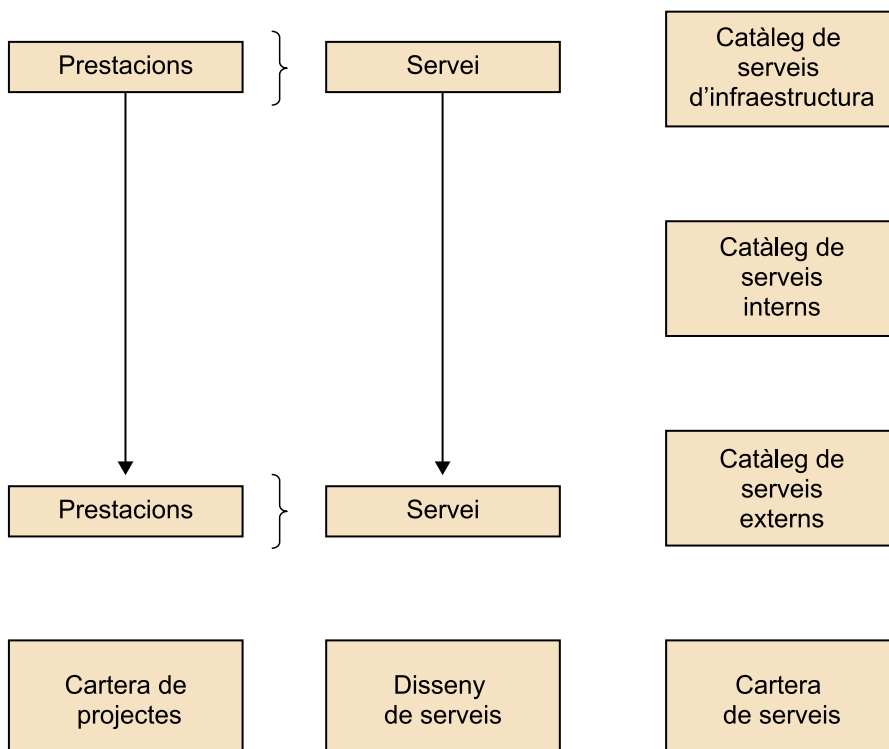 Prestacions
Servei
Catàleg de
serveis
d'infraestructura
Catàleg de
serveis
interns
Prestacions
Servei
Catàleg de
serveis
externs
Cartera de
projectes
Disseny
de serveis
Cartera
de serveis